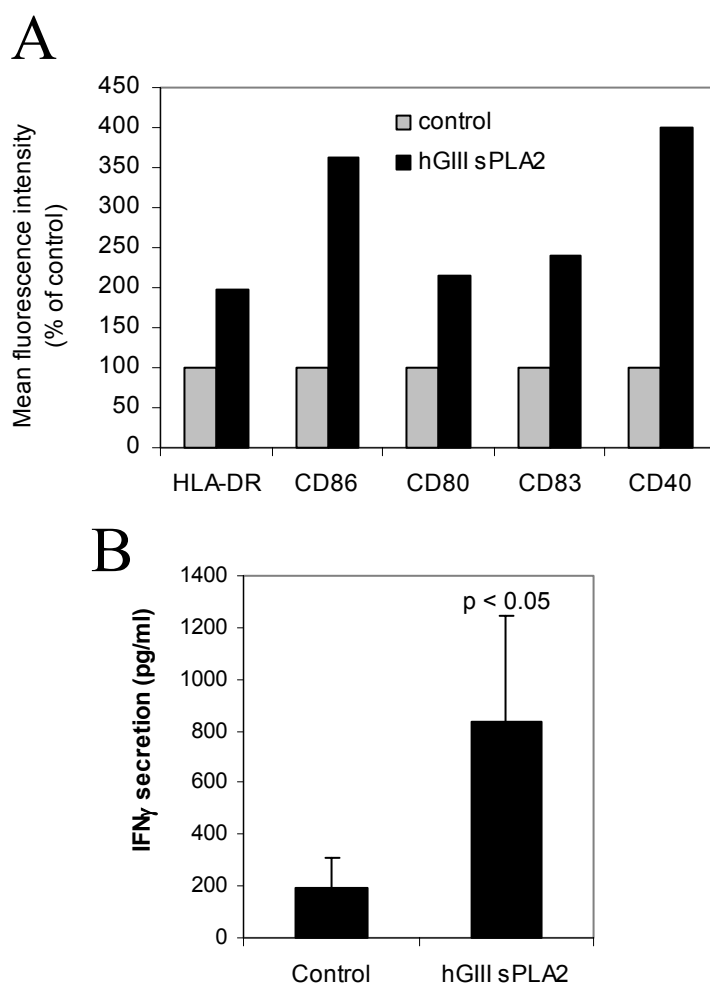 A
Mean fluorescence intensity
(% of control)
450
400
350
300
250
200
150
100
50
0
control
hGIII sPLA2
HLA-DR CD86 CD80 CD83 CD40
B
IFNγ secretion (pg/ml)
1400
1200
1000
800
600
400
200
0
p < 0.05
Control hGIII sPLA2